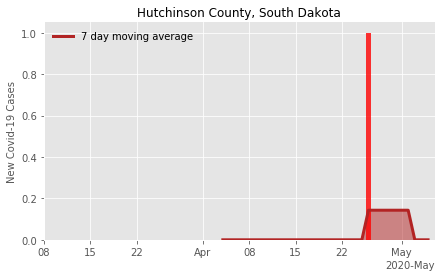 Hutchinson County, South Dakota
7 day moving average
New Covid-19 Cases
1.0
0.8
0.6
0.4
0.2
0.0
08 15 22 Apr 08 15 22 May
2020-May